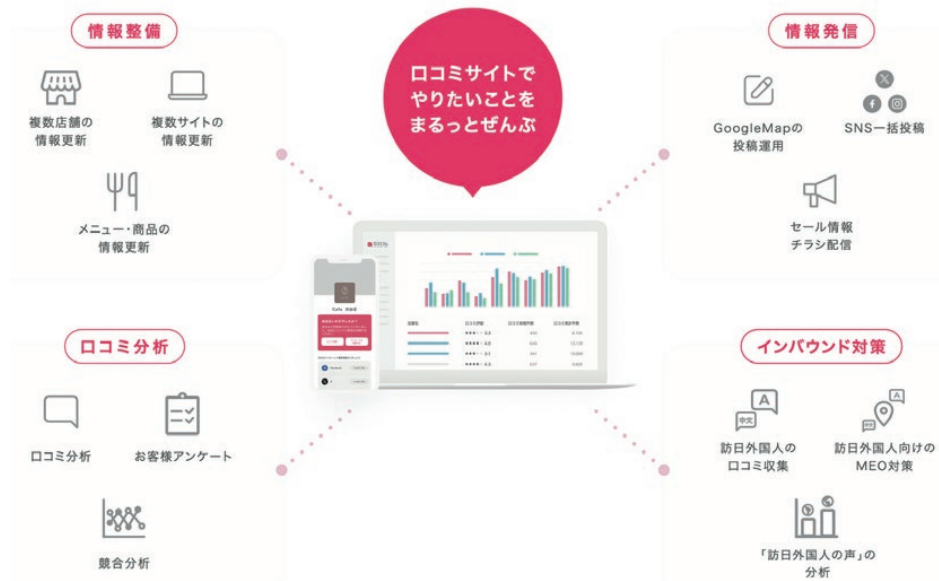 情報整備
複数店舗の
情報更新
複数サイトの
情報更新
メニュー・商品の
情報更新
口コミサイトで
やりたいことを
まるっとぜんぶ
情報発信
GoogleMapの
投稿運用
SNS一括投稿
セール情報
チラシ配信
口コミ分析
口コミ分析
お客様アンケート
競合分析
インバウンド対策
A
中文
訪日外国人の
口コミ収集
A
中文
訪日外国人向けの
MEO対策
「訪日外国人の声」の
分析